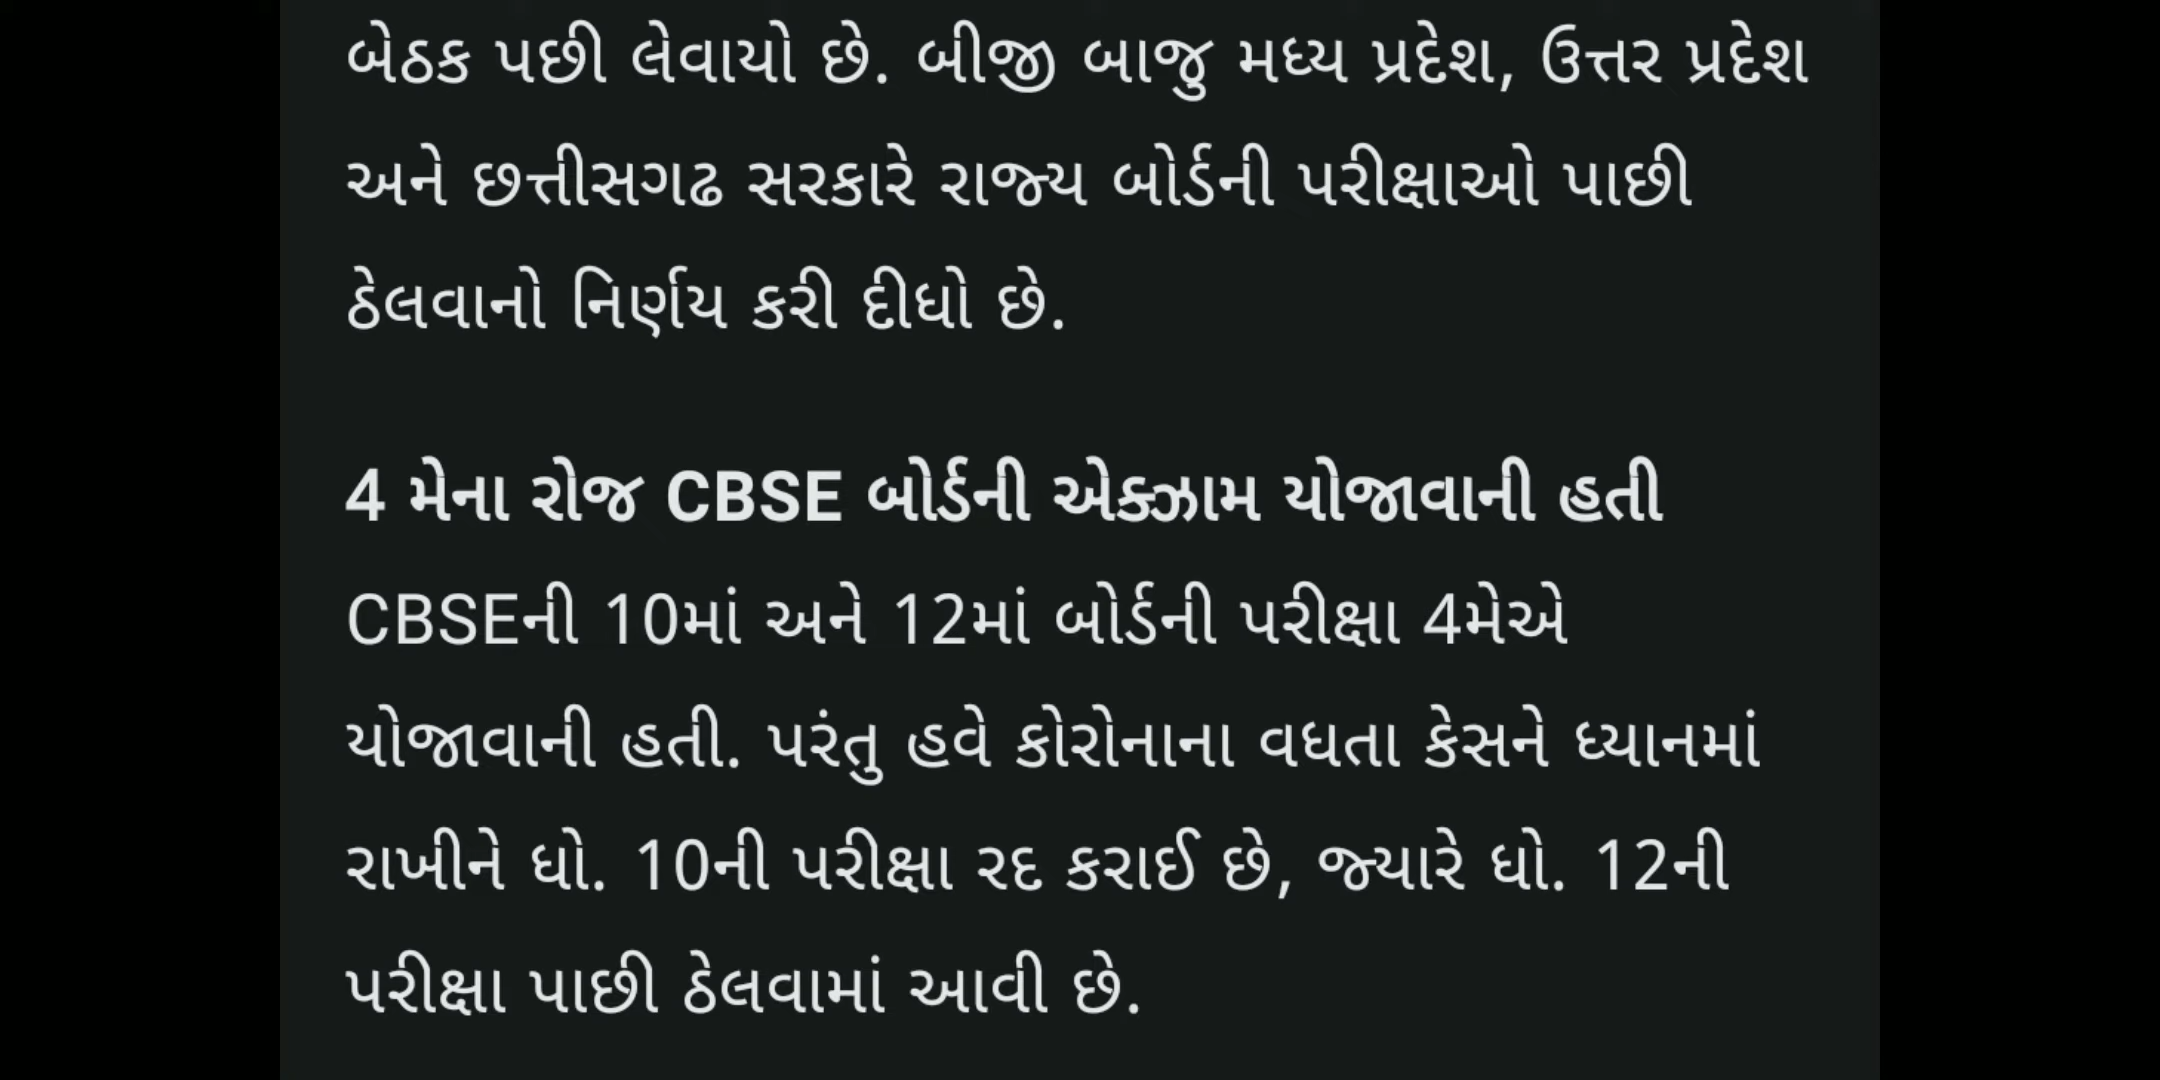 બેઠક પછી લેવાયો છે. બીજી બાજુ મધ્ય પ્રદેશ, ઉત્તર પ્રદેશ
અને છત્તીસગઢ સરકારે રાજ્ય બોર્ડની પરીક્ષાઓ પાછી
ઠેલવાનો નિર્ણય કરી દીધો છે.
4 મેના રોજ CBSE બોર્ડની એક્ઝામ યોજાવાની હતી
CBSEની 10માં અને 12માં બોર્ડની પરીક્ષા 4મેએ
યોજાવાની હતી. પરંતુ હવે કોરોનાના વધતા કેસને ધ્યાનમાં
રાખીને ધો. 10ની પરીક્ષા રદ કરાઈ છે, જ્યારે ધો. 12ની
પરીક્ષા પાછી ઠેલવામાં આવી છે.